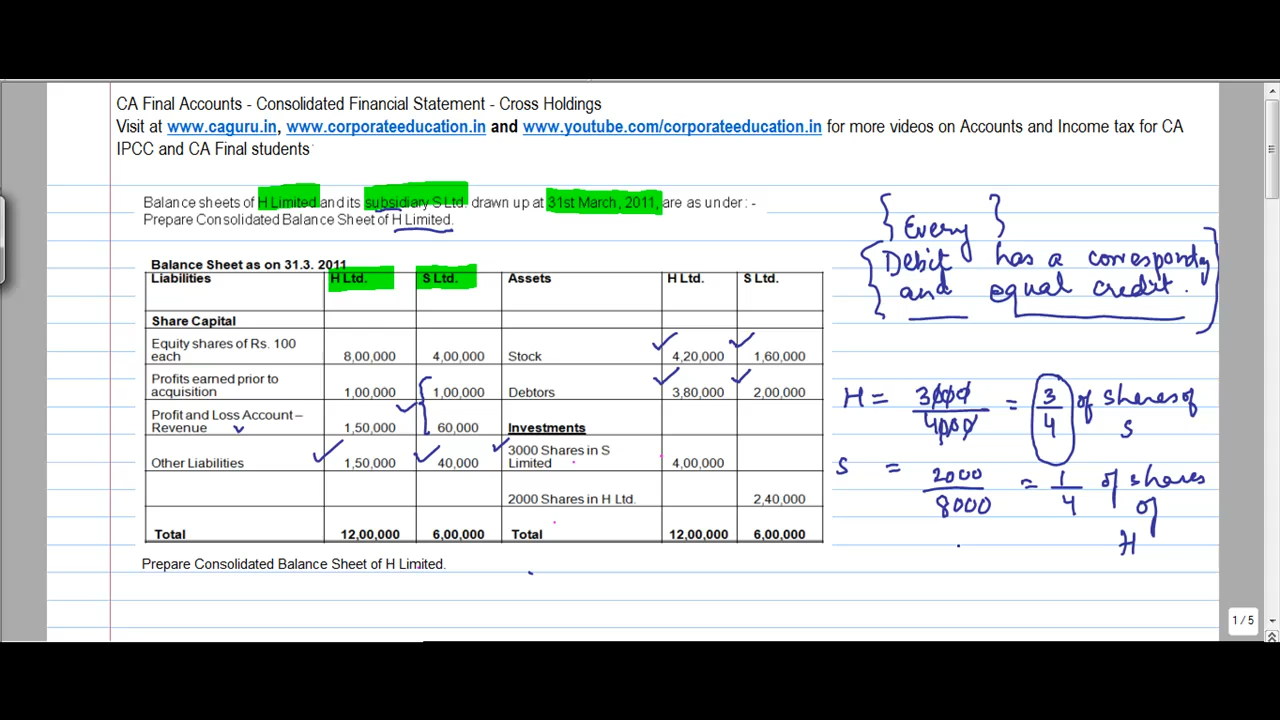 CA Final Accounts - Consolidated Financial Statement - Cross Holdings
Visit at www.caguru.in, www.corporateeducation.in and www.youtube.com/corporateeducation.in for more videos on Accounts and Income tax for CA
IPCC and CA Final students
Balance sheets of H Limited and its subsidiary S Ltd. drawn up at 31st March, 2011, are as under: -
Prepare Consolidated Balance Sheet of H Limited.
Balance Sheet as on 31.3. 2011
Liabilities H Ltd. S Ltd. Assets H Ltd. S Ltd.
Share Capital
Equity shares of Rs. 100
each 8,00,000 4,00,000 Stock 4,20,000 1,60,000
Profits earned prior to
acquisition 1,00,000 1,00,000 Debtors 3,80,000 2,00,000
Profit and Loss Account –
Revenue 1,50,000 60,000 Investments
Other Liabilities 1,50,000 40,000 3000 Shares in S
Limited 4,00,000
2000 Shares in H Ltd. 2,40,000
Total 12,00,000 6,00,000 Total 12,00,000 6,00,000
Prepare Consolidated Balance Sheet of H Limited.
{ Every }
{ Debit has a correspondy
{ and equal credit. }
H = 3000/4000 = 3/4 of shares of
S
S = 2000/8000 = 1/4 of shares
of
H
1 / 5